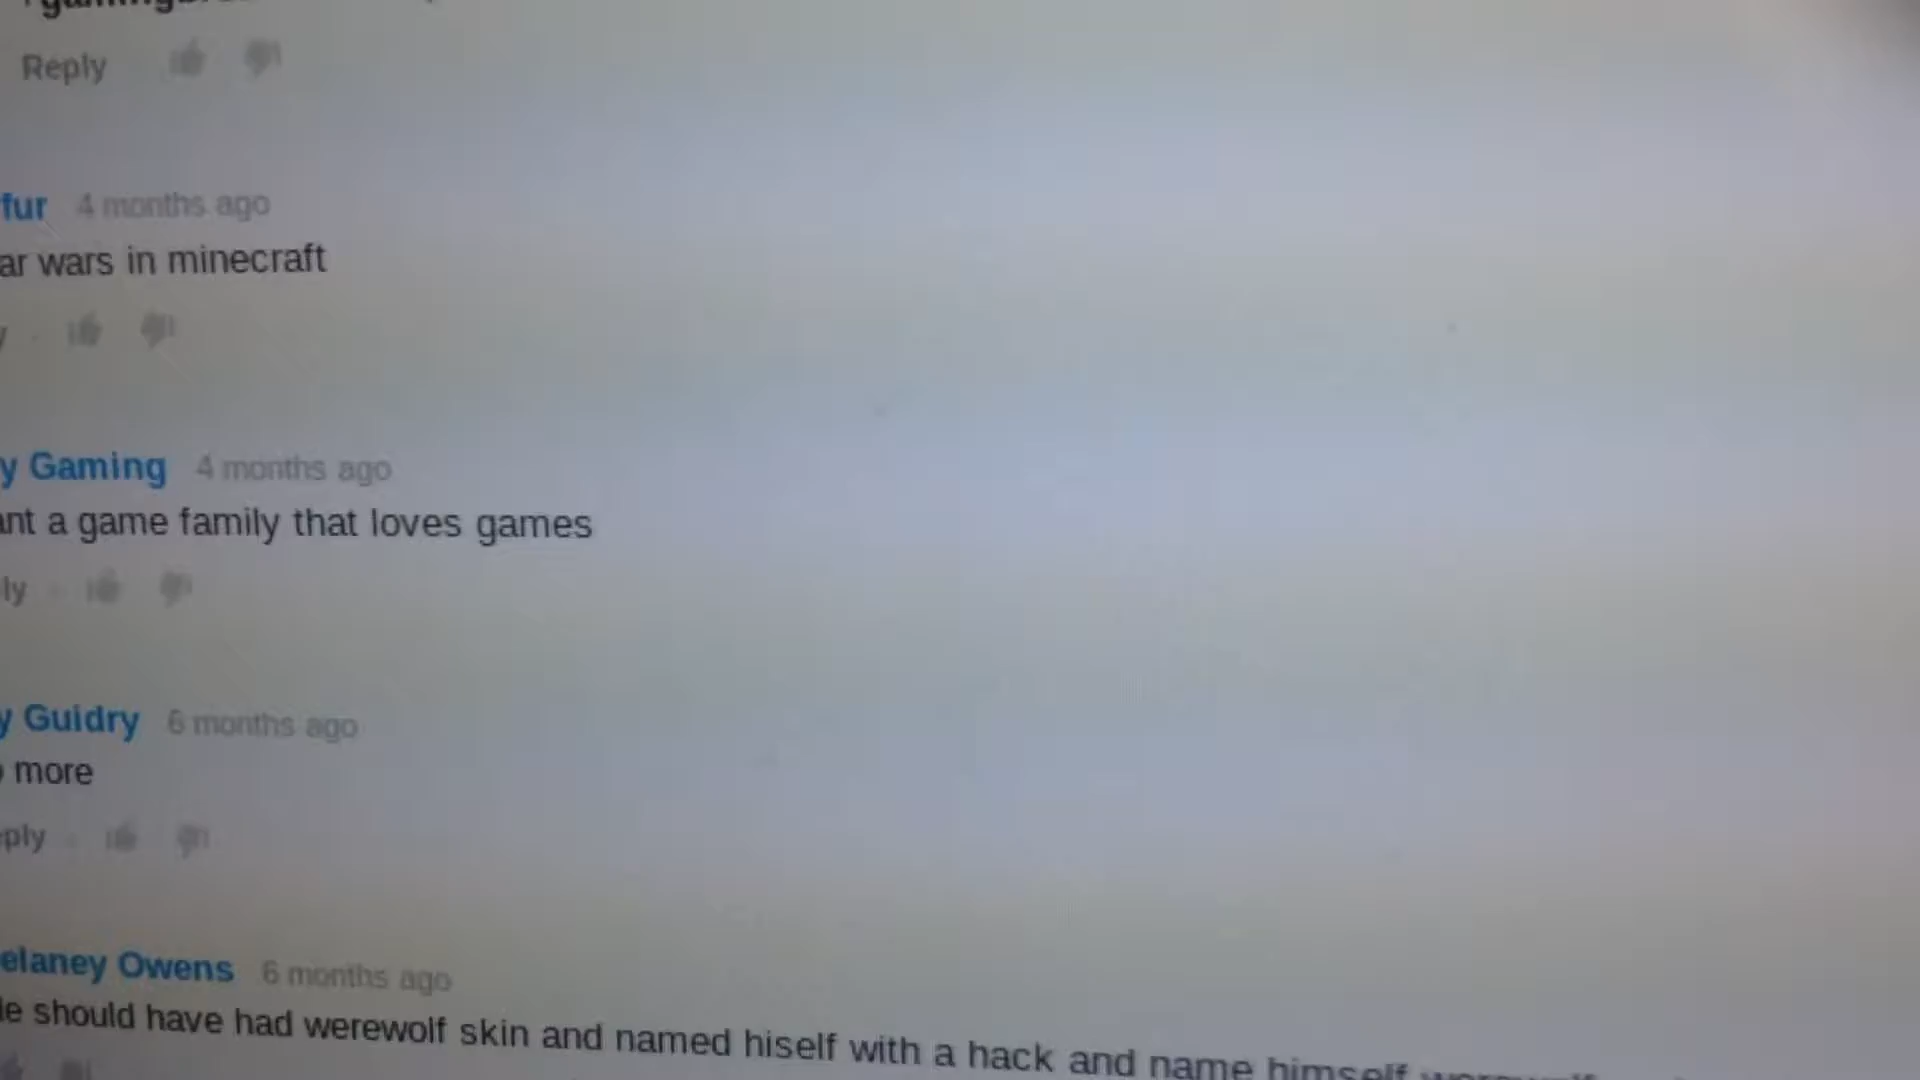 Reply
fur 4 months ago
ar wars in minecraft
y Gaming 4 months ago
ant a game family that loves games
ly
y Guidry 6 months ago
more
ply
elaney Owens 6 months ago
le should have had werewolf skin and named hiself with a hack and name himself